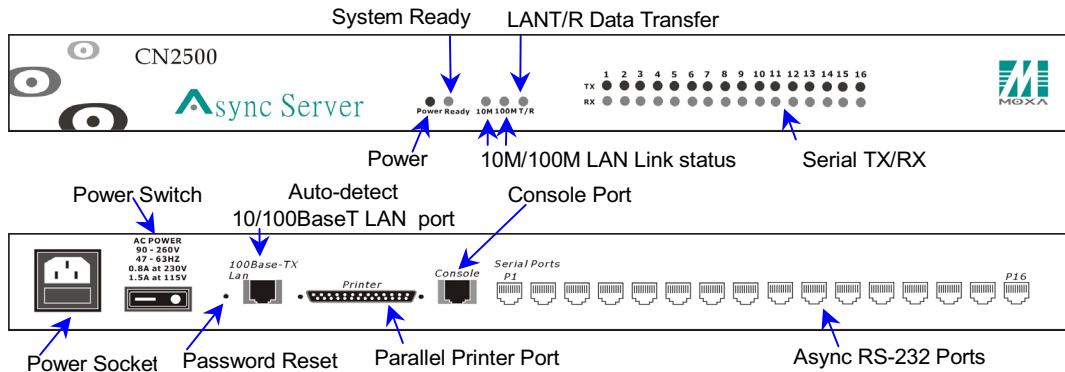 System Ready
LANT/R Data Transfer
CN2500
Async Server
Power Ready 10M 100M T/R
1 2 3 4 5 6 7 8 9 10 11 12 13 14 15 16
TX
RX
MOXA
Power
10M/100M LAN Link status
Serial TX/RX
Power Switch
Auto-detect
10/100BaseT LAN port
Console Port
AC POWER
90 - 260V
47 - 63HZ
0.8A at 230V
1.5A at 115V
100Base-TX
Lan
Printer
Console
Serial Ports
P1
P16
Power Socket
Password Reset
Parallel Printer Port
Async RS-232 Ports